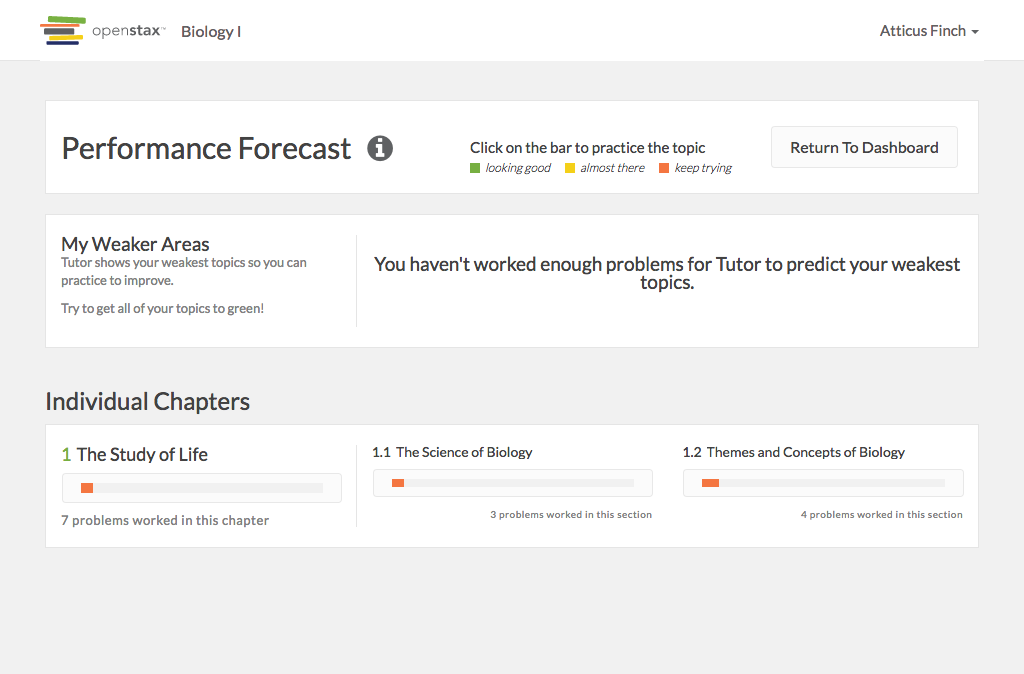 openstax™ Biology I
Atticus Finch
Performance Forecast
Click on the bar to practice the topic
looking good almost there keep trying
Return To Dashboard
My Weaker Areas
Tutor shows your weakest topics so you can
practice to improve.
Try to get all of your topics to green!
You haven't worked enough problems for Tutor to predict your weakest
topics.
Individual Chapters
1 The Study of Life
7 problems worked in this chapter
1.1 The Science of Biology
3 problems worked in this section
1.2 Themes and Concepts of Biology
4 problems worked in this section